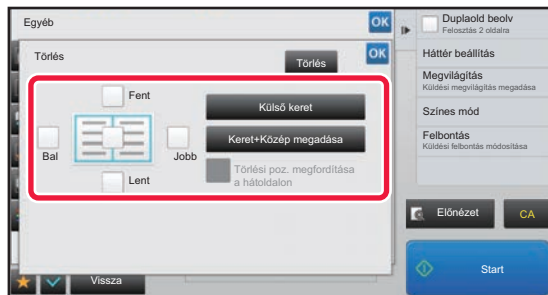 Egyéb
OK
Törlés
Törlés
OK
Fent
Bal
Jobb
Lent
Külső keret
Keret+Közép megadása
Törlési poz. megfordítása
a hátoldalon
Vissza
Duplaold beolv
Felosztás 2 oldalra
Háttér beállítás
Megvilágítás
Küldési megvilágítás megadása
Színes mód
Felbontás
Küldési felbontás módosítása
Előnézet
CA
Start